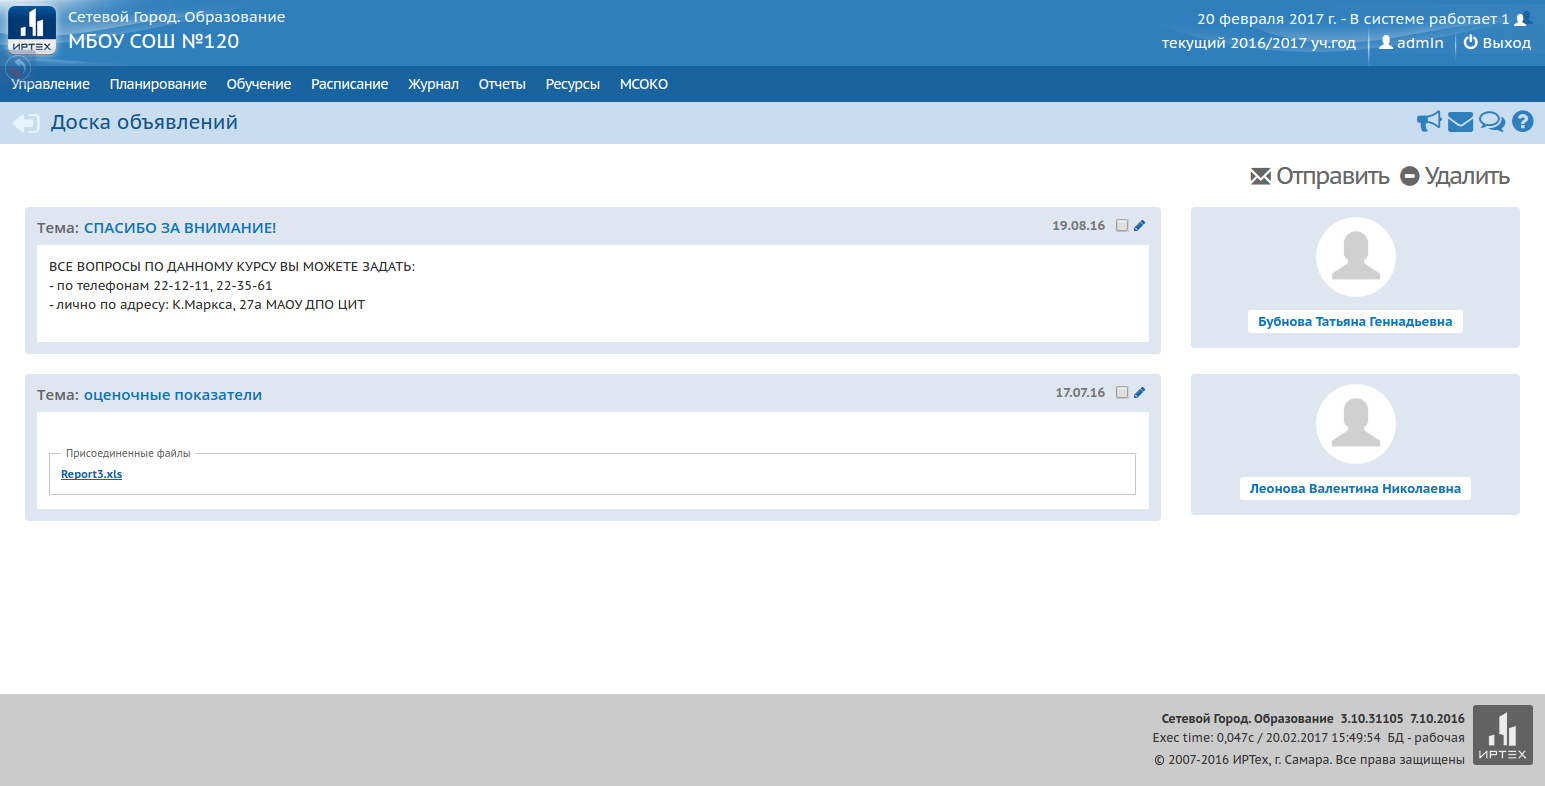 Сетевой Город. Образование
МБОУ СОШ №120
ИРТЕХ
20 февраля 2017 г. - В системе работает 1
текущий 2016/2017 уч.год admin Выход
Управление Планирование Обучение Расписание Журнал Отчеты Ресурсы МСОКО
Доска объявлений
Отправить Удалить
Тема: СПАСИБО ЗА ВНИМАНИЕ! 19.08.16
ВСЕ ВОПРОСЫ ПО ДАННОМУ КУРСУ ВЫ МОЖЕТЕ ЗАДАТЬ:
- по телефонам 22-12-11, 22-35-61
- лично по адресу: К.Маркса, 27а МАОУ ДПО ЦИТ
Бубнова Татьяна Геннадьевна
Тема: оценочные показатели 17.07.16
Присоединенные файлы
Report3.xls
Леонова Валентина Николаевна
Сетевой Город. Образование 3.10.31105 7.10.2016
Exec time: 0,047с / 20.02.2017 15:49:54 БД - рабочая
© 2007-2016 ИРТех, г. Самара. Все права защищены
ИРТЕХ